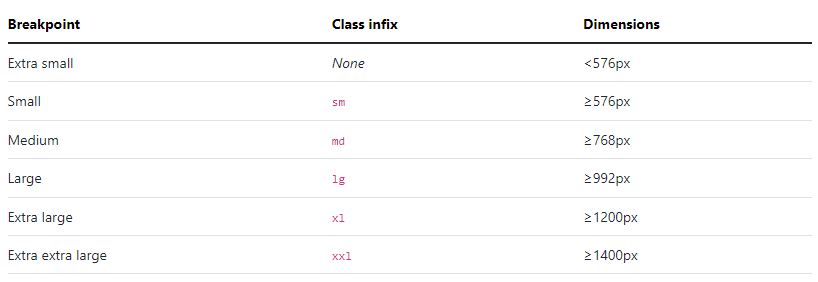 Breakpoint Class infix Dimensions
Extra small None <576px
Small sm ≥576px
Medium md ≥768px
Large lg ≥992px
Extra large xl ≥1200px
Extra extra large xxl ≥1400px